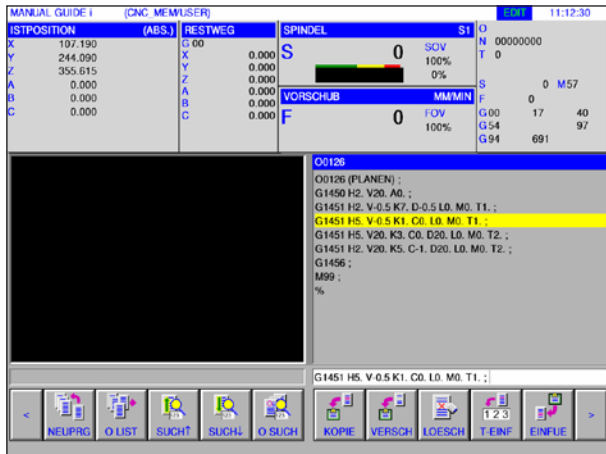 MANUAL GUIDE i (CNC_MEM/USER) EDIT 11:12:30
ISTPOSITION (ABS.) RESTWEG SPINDEL S1 O
X 107.190 G 00 N 00000000
Y 244.090 X 0.000 S 0 SOV T 0
Z 355.615 Y 0.000 100%
A 0.000 Z 0.000 0% S 0 M57
B 0.000 A 0.000 VORSCHUB MM/MIN F 0
C 0.000 B 0.000 F 0 FOV G00 17 40
C 0.000 100% G54 97
G94 691
O0126
O0126 (PLANEN) ;
G1450 H2. V20. A0. ;
G1451 H2. V-0.5 K7. D-0.5 L0. M0. T1. ;
G1451 H5. V-0.5 K1. C0. L0. M0. T1. ;
G1451 H5. V20. K3. C0. D20. L0. M0. T2. ;
G1451 H2. V20. K5. C-1. D20. L0. M0. T2. ;
G1456 ;
M99 ;
%
G1451 H5. V-0.5 K1. C0. L0. M0. T1. ;
< NEUPRG O LIST SUCH↑ SUCH↓ O SUCH KOPIE VERSCH LOESCH T-EINF EINFUE >